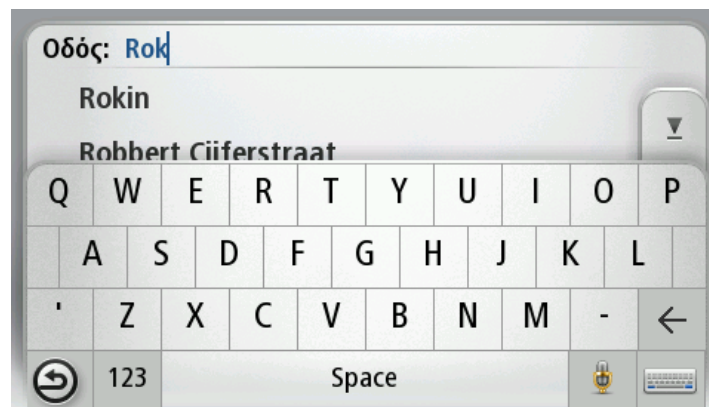 Οδός: Rok
Rokin
Robbert Cijferstraat
Q W E R T Y U I O P
A S D F G H J K L
' Z X C V B N M -
123 Space